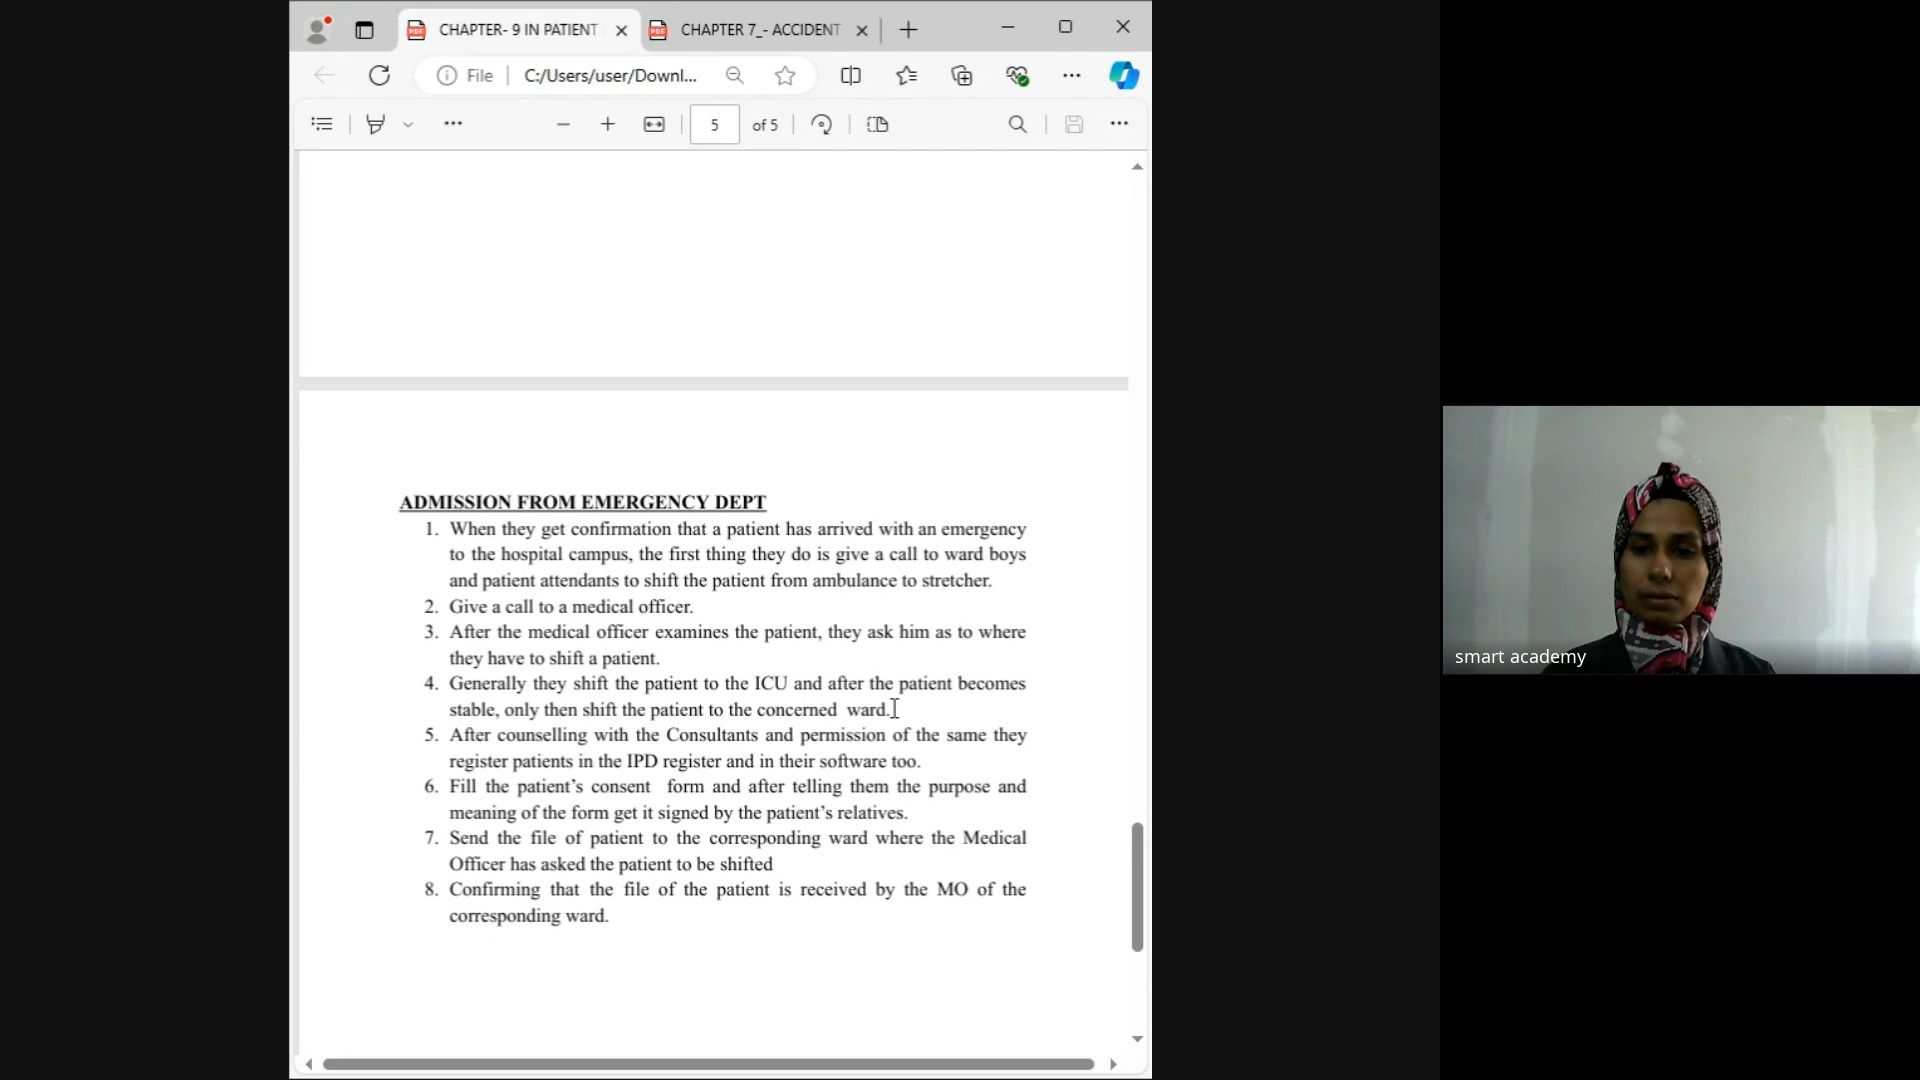 CHAPTER- 9 IN PATIENT
CHAPTER 7_- ACCIDENT
File
C:/Users/user/Downl...
5
of 5
ADMISSION FROM EMERGENCY DEPT
1. When they get confirmation that a patient has arrived with an emergency
to the hospital campus, the first thing they do is give a call to ward boys
and patient attendants to shift the patient from ambulance to stretcher.
2. Give a call to a medical officer.
3. After the medical officer examines the patient, they ask him as to where
they have to shift a patient.
4. Generally they shift the patient to the ICU and after the patient becomes
stable, only then shift the patient to the concerned  ward.
5. After counselling with the Consultants and permission of the same they
register patients in the IPD register and in their software too.
6. Fill the patient’s consent  form and after telling them the purpose and
meaning of the form get it signed by the patient’s relatives.
7. Send the file of patient to the corresponding ward where the Medical
Officer has asked the patient to be shifted
8. Confirming that the file of the patient is received by the MO of the
corresponding ward.
smart academy